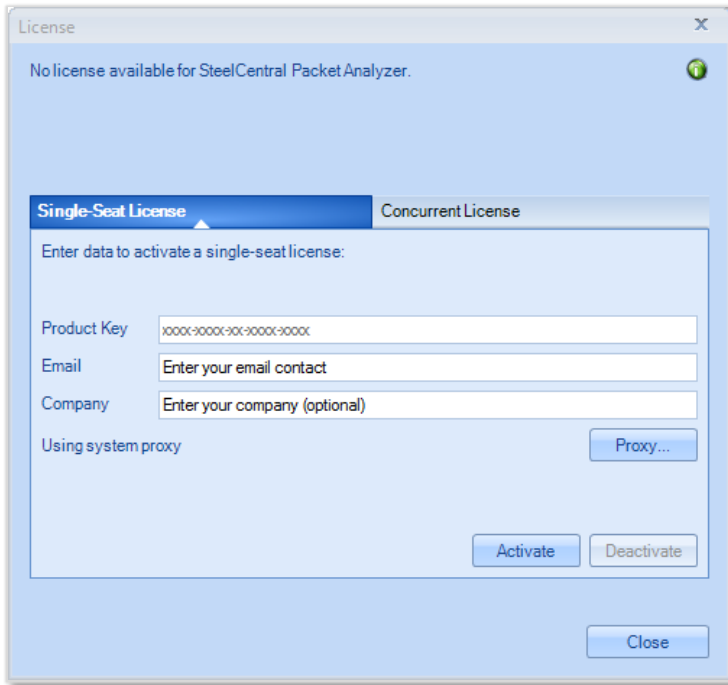 License
No license available for SteelCentral Packet Analyzer.
Single-Seat License
Concurrent License
Enter data to activate a single-seat license:
Product Key xxxx-xxxx-xx-xxxx-xxxx
Email Enter your email contact
Company Enter your company (optional)
Using system proxy Proxy...
Activate Deactivate
Close